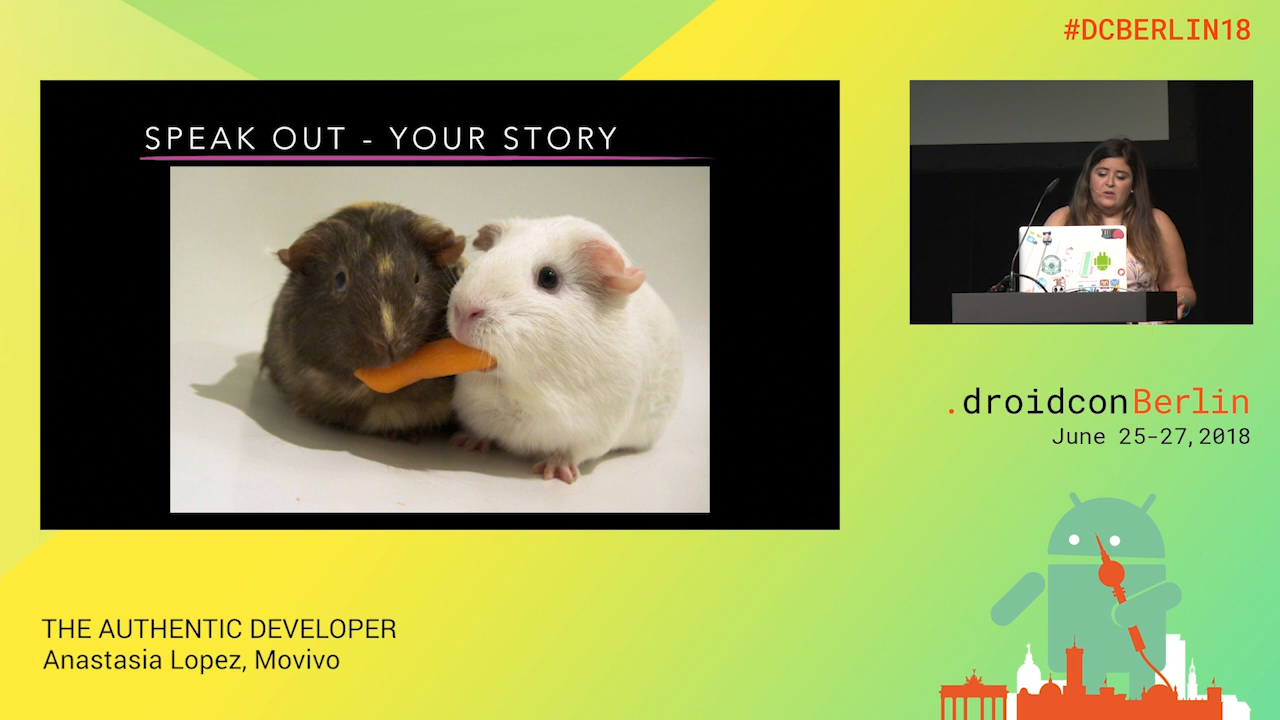 #DCBERLIN18
SPEAK OUT - YOUR STORY
.droidconBerlin
June 25-27, 2018
THE AUTHENTIC DEVELOPER
Anastasia Lopez, Movivo